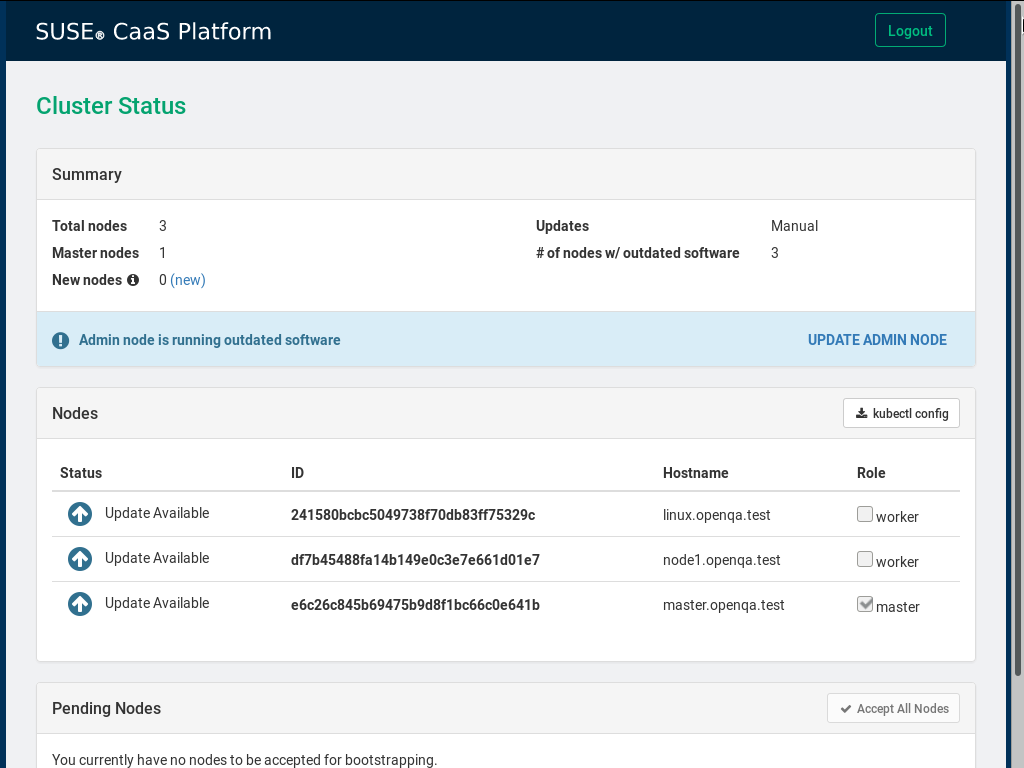 SUSE® CaaS Platform
Logout
Cluster Status
Summary
Total nodes 3 Updates Manual
Master nodes 1 # of nodes w/ outdated software 3
New nodes 0 (new)
Admin node is running outdated software UPDATE ADMIN NODE
Nodes kubectl config
Status ID Hostname Role
Update Available 241580bcbc5049738f70db83ff75329c linux.openqa.test worker
Update Available df7b45488fa14b149e0c3e7e661d01e7 node1.openqa.test worker
Update Available e6c26c845b69475b9d8f1bc66c0e641b master.openqa.test master
Pending Nodes Accept All Nodes
You currently have no nodes to be accepted for bootstrapping.